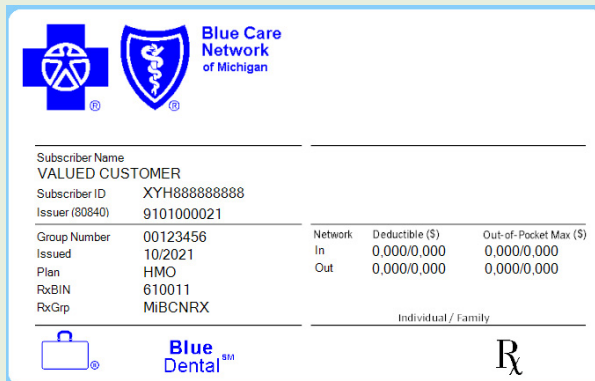 Blue Care
Network
of Michigan
®
®
Subscriber Name
VALUED CUSTOMER
Subscriber ID XYH888888888
Issuer (80840) 9101000021
Group Number 00123456
Issued 10/2021
Plan HMO
RxBIN 610011
RxGrp MiBCNRX
Network Deductible ($) Out-of-Pocket Max ($)
In 0,000/0,000 0,000/0,000
Out 0,000/0,000 0,000/0,000
Individual / Family
®
Blue
Dental℠
℞